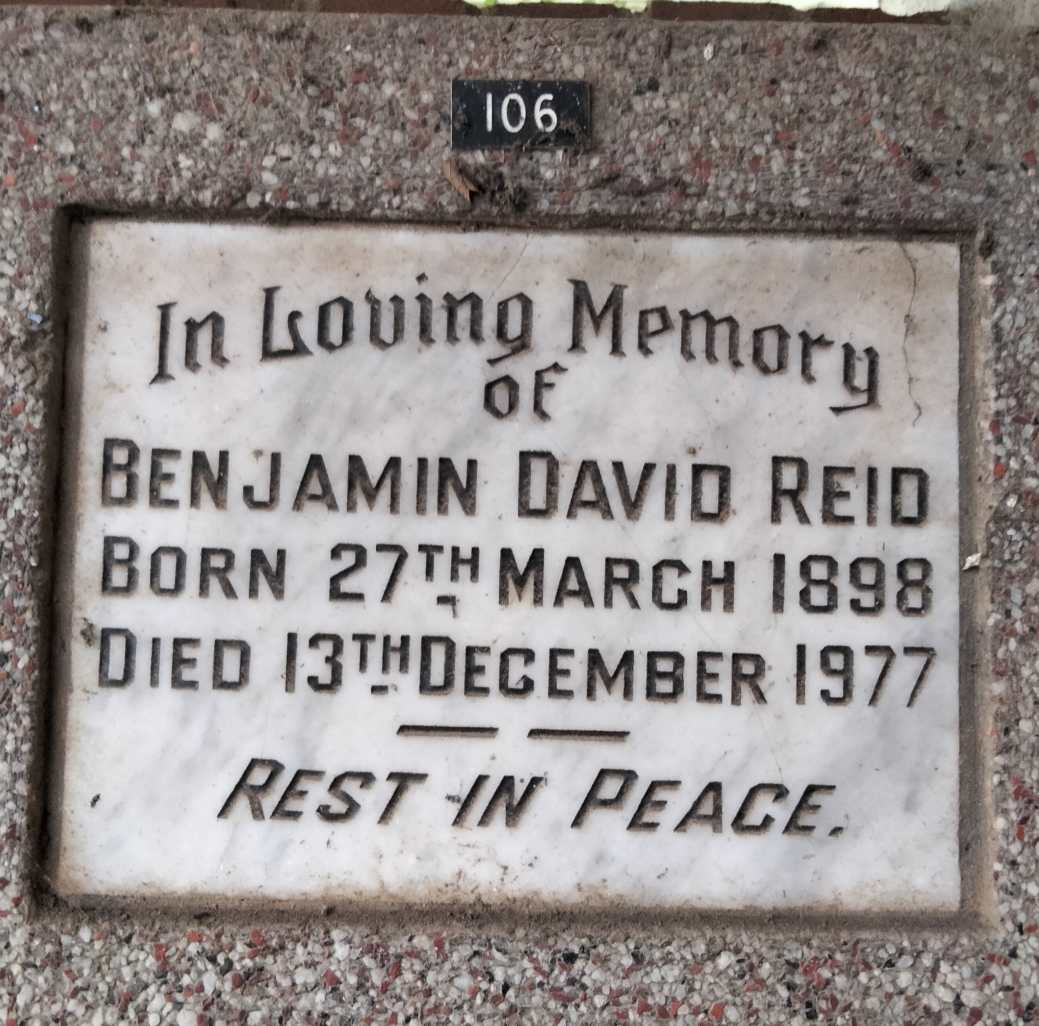 106
In Loving Memory
of
BENJAMIN DAVID REID
BORN 27TH MARCH 1898
DIED 13TH DECEMBER 1977
REST IN PEACE.